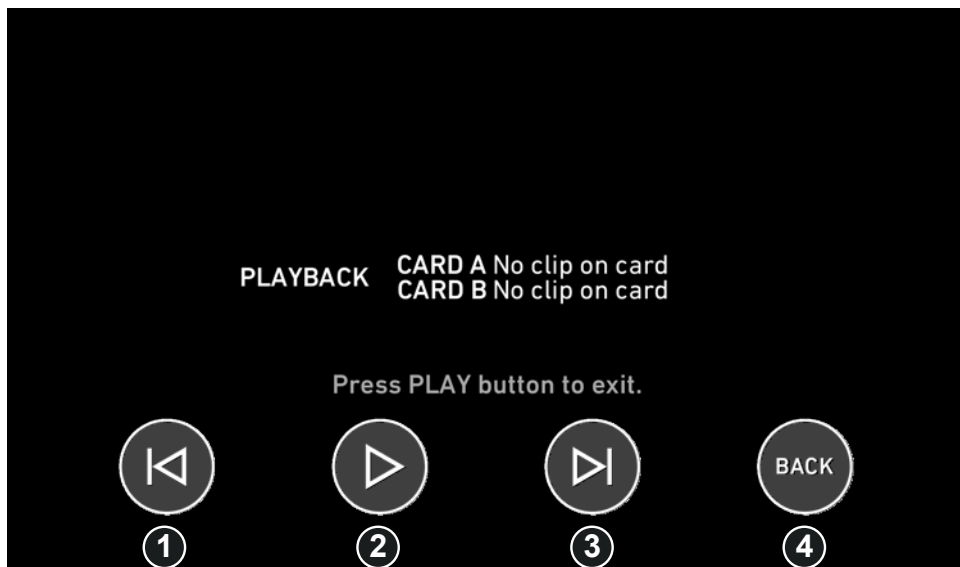 PLAYBACK
CARD A No clip on card
CARD B No clip on card
Press PLAY button to exit.
BACK
1
2
3
4